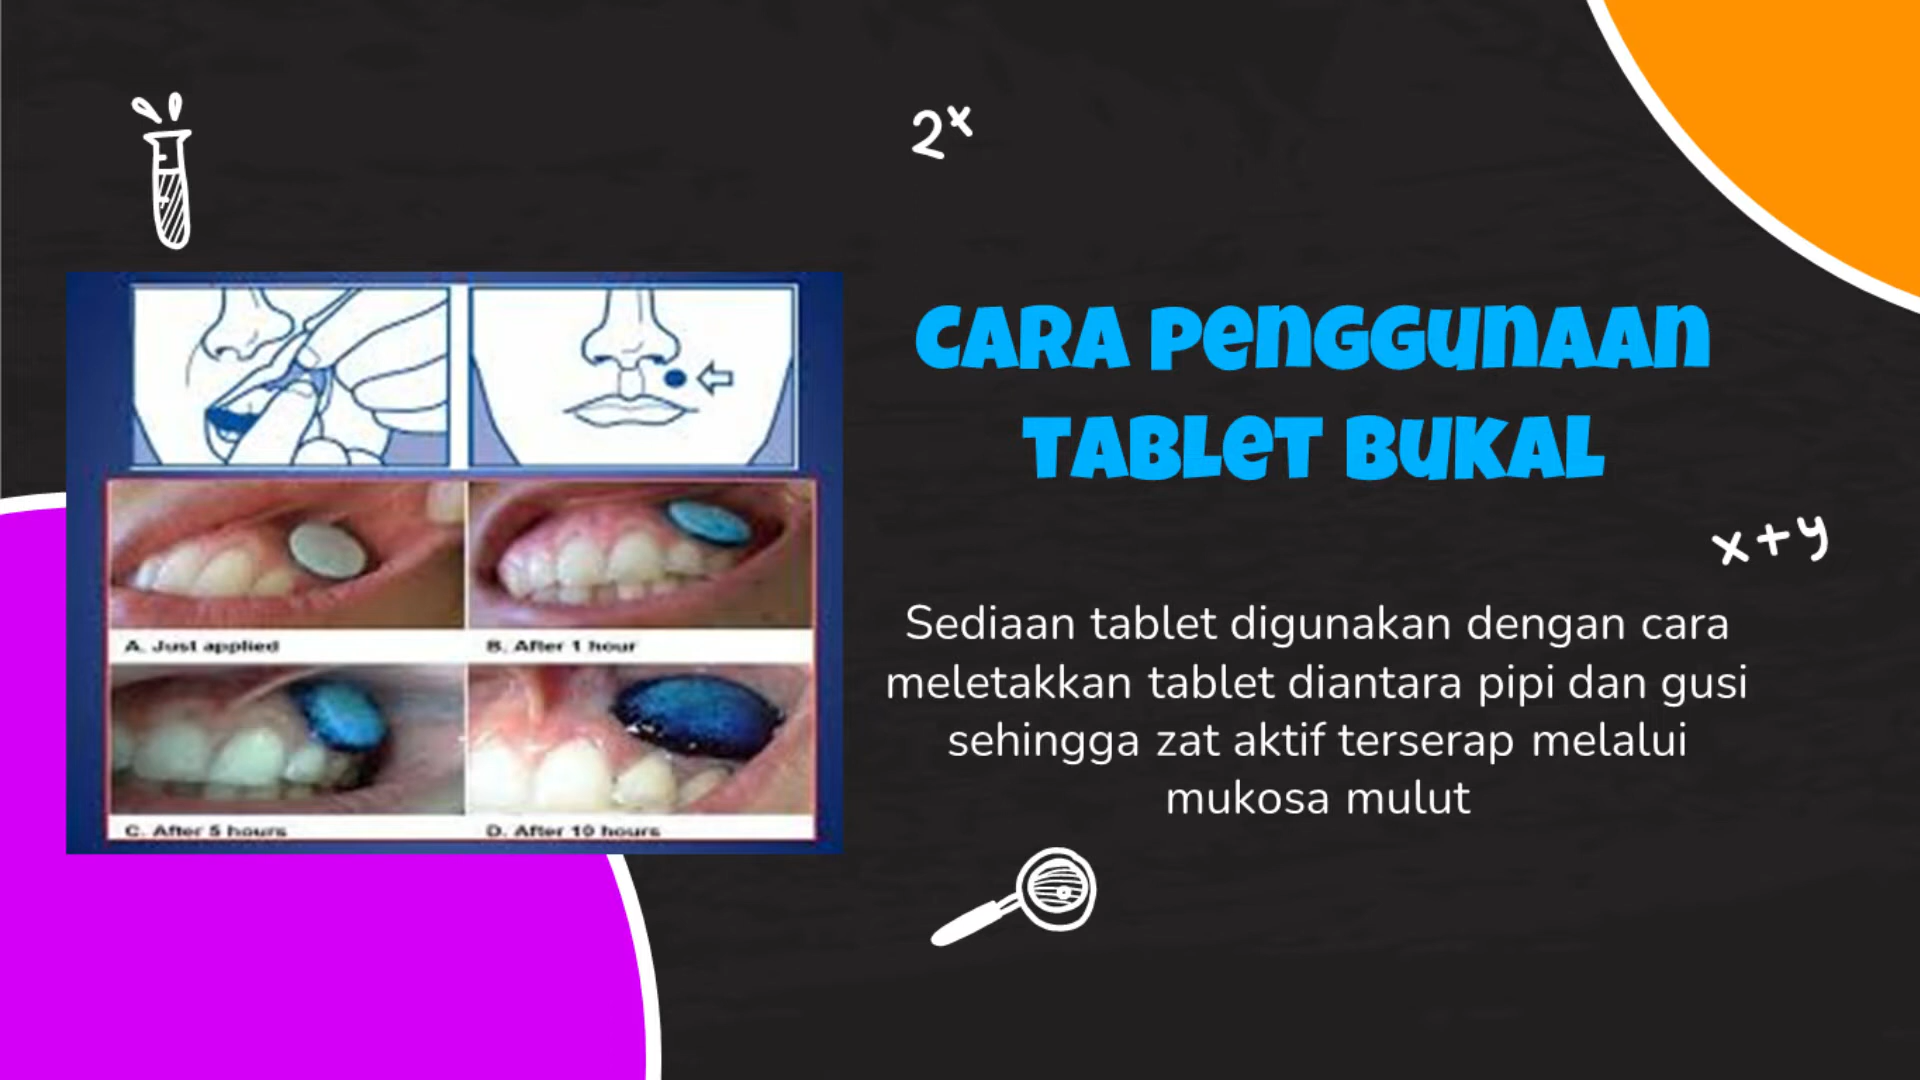 2ˣ
CARA PENGGUNAAN
TABLET BUKAL
x+y
Sediaan tablet digunakan dengan cara
meletakkan tablet diantara pipi dan gusi
sehingga zat aktif terserap melalui
mukosa mulut
A. Just applied
B. After 1 hour
C. After 5 hours
D. After 10 hours